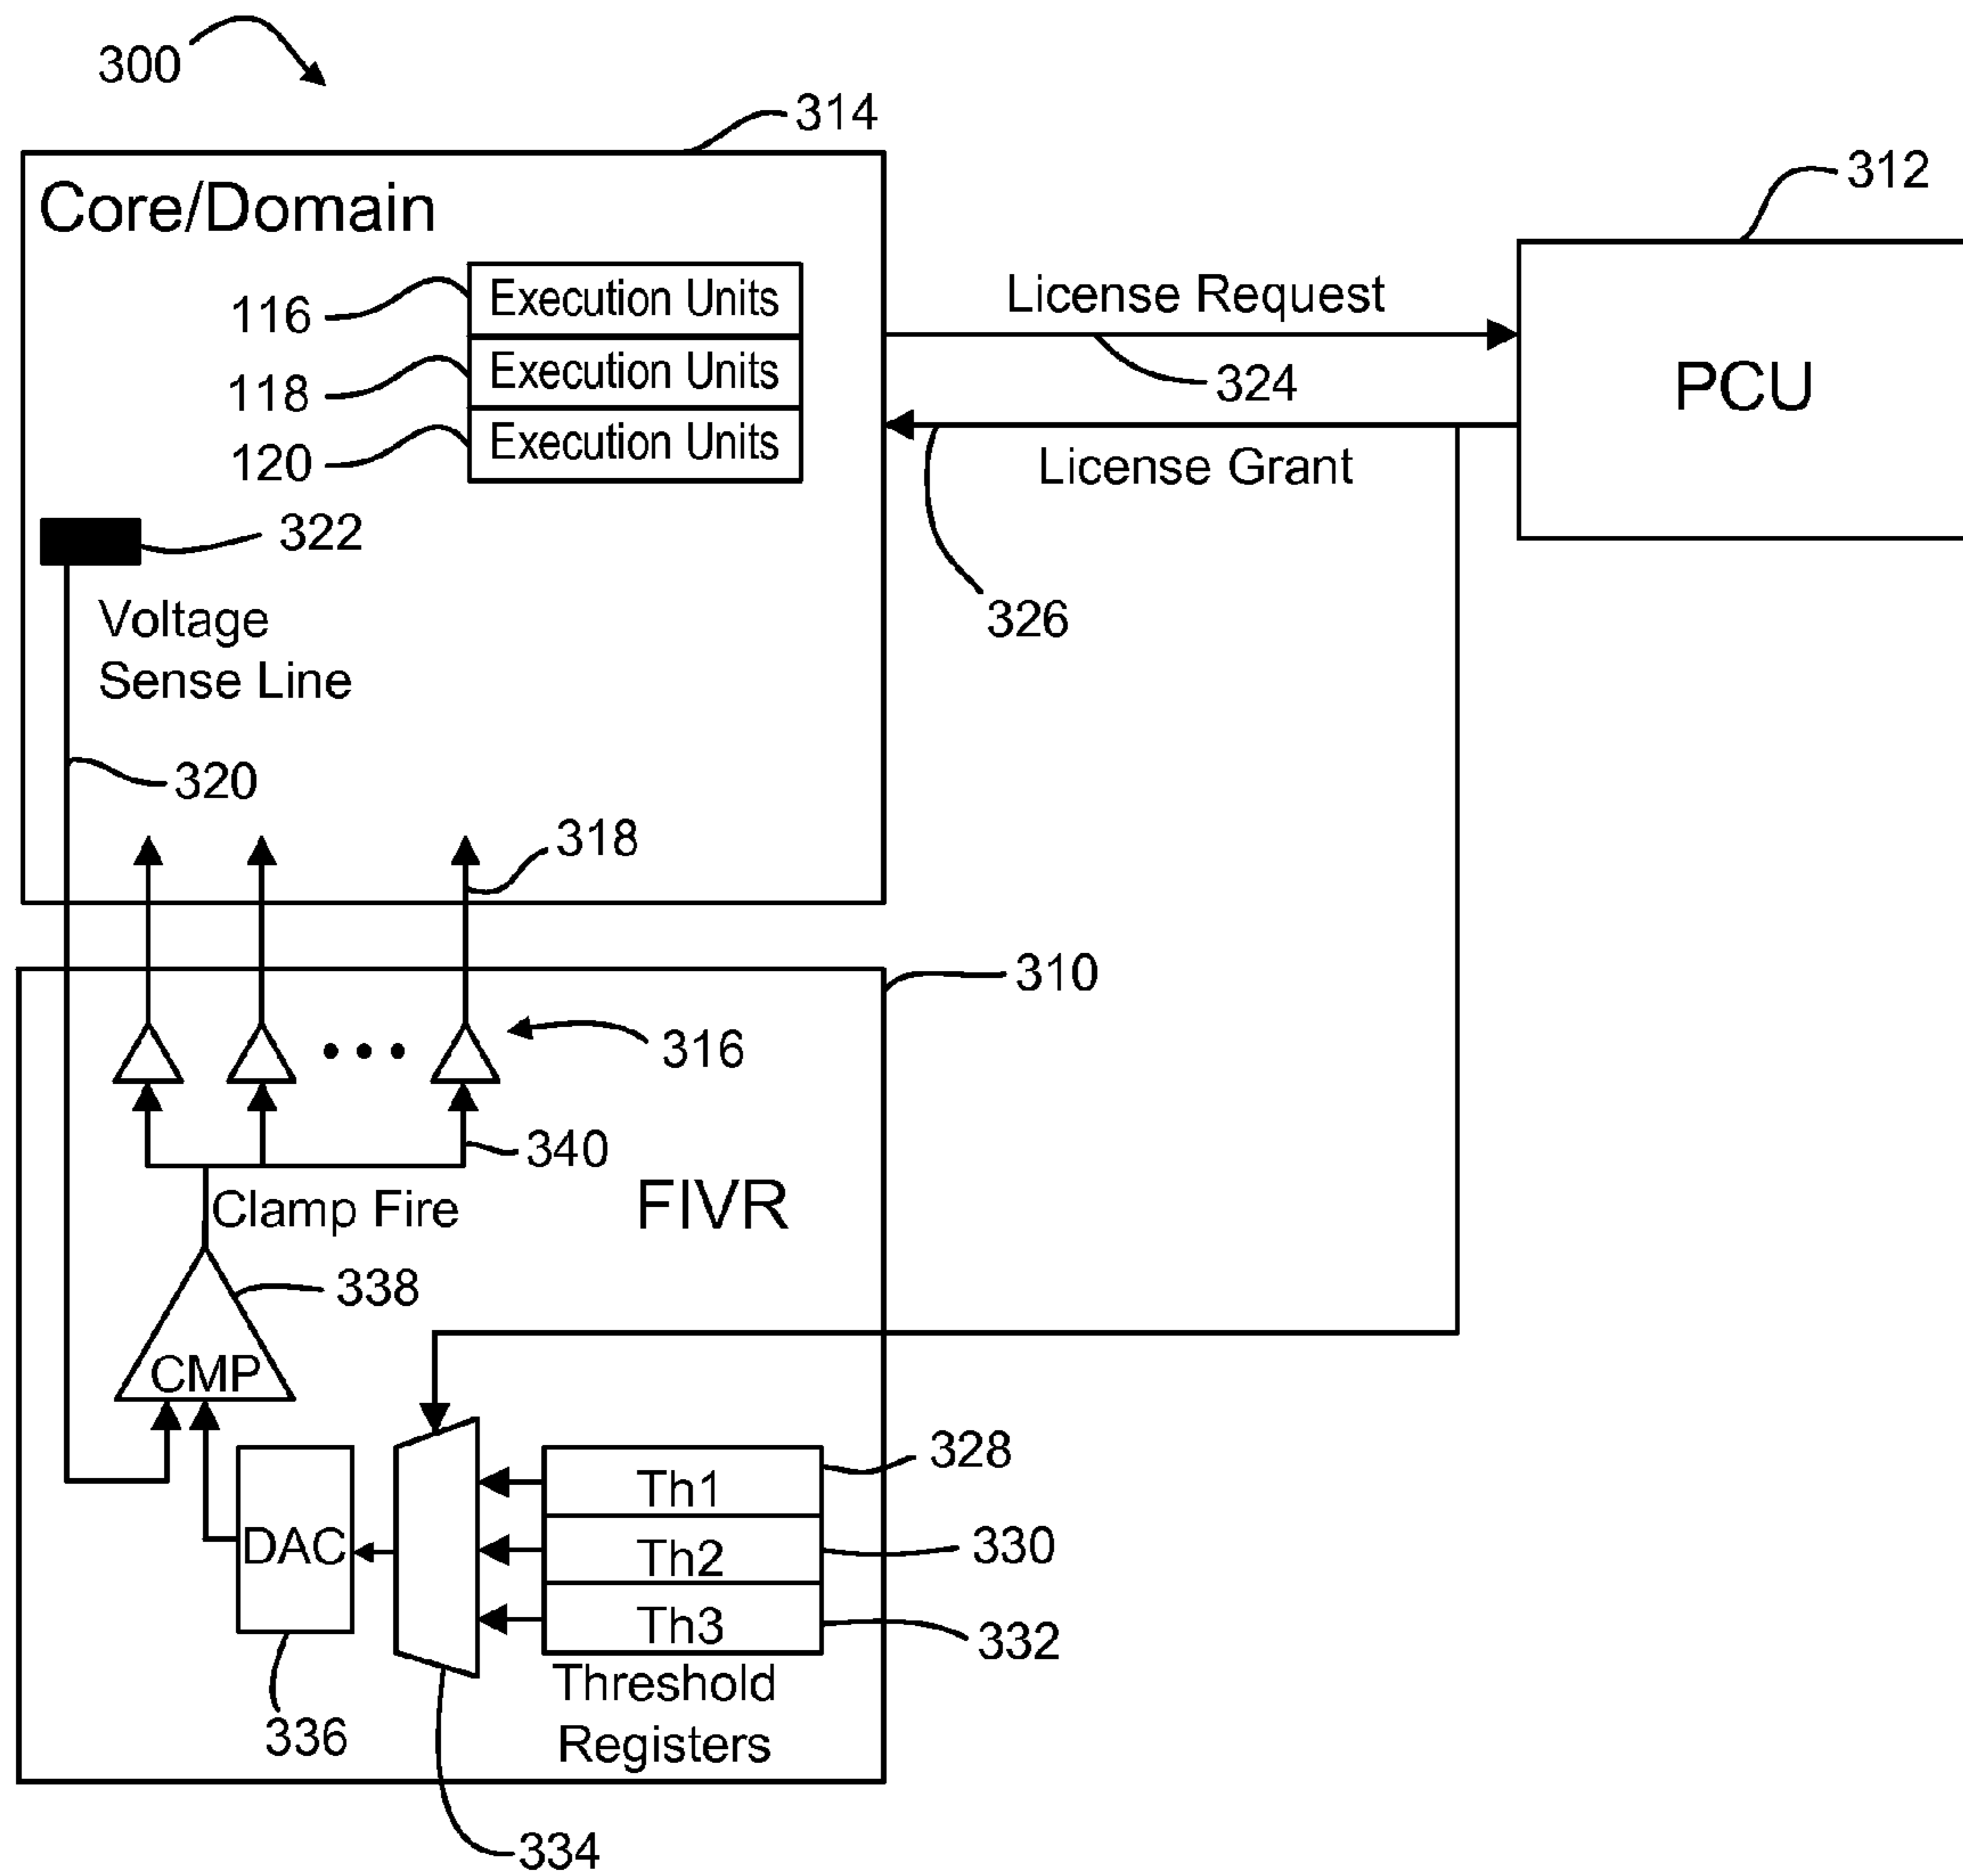 300
314
312
Core/Domain
116
Execution Units
118
Execution Units
120
Execution Units
License Request
324
PCU
License Grant
326
322
Voltage
Sense Line
320
318
310
316
340
Clamp Fire
FIVR
338
CMP
DAC
Th1
328
Th2
330
Th3
332
Threshold
Registers
336
334